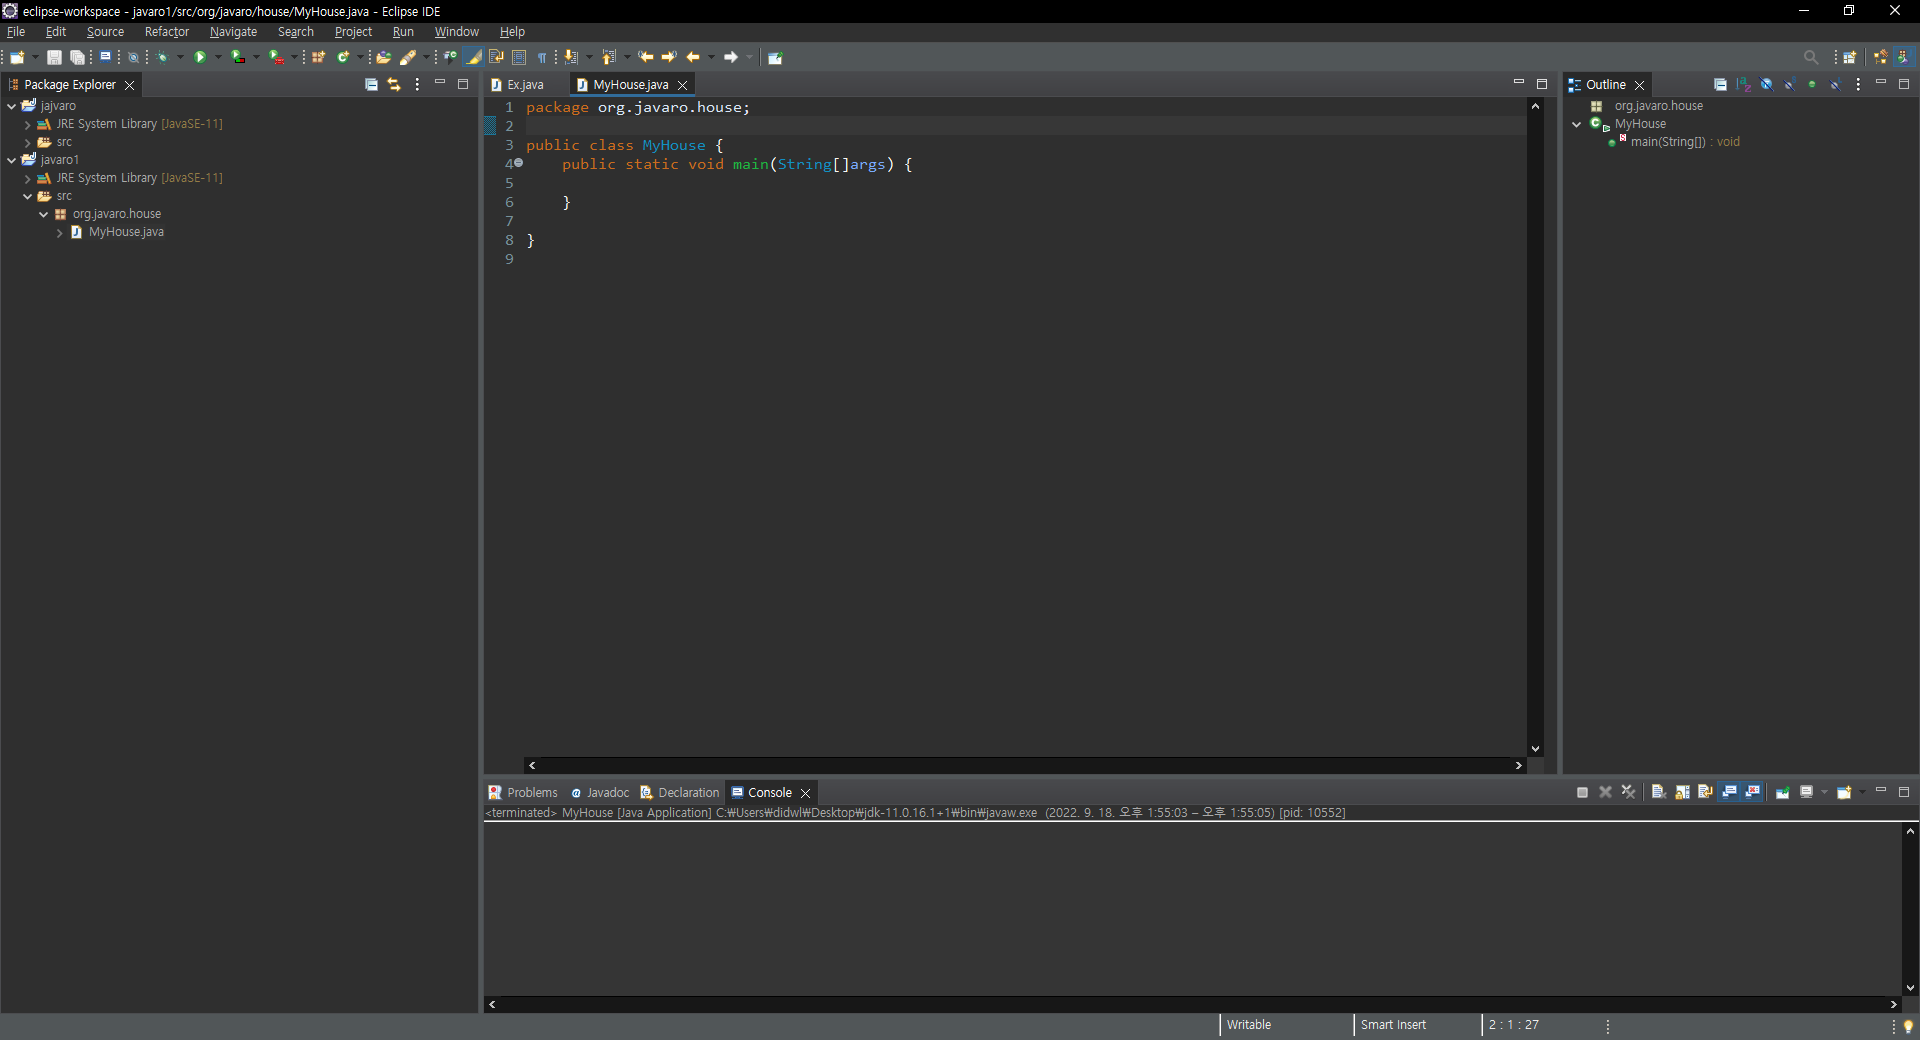 eclipse-workspace - javaro1/src/org/javaro/house/MyHouse.java - Eclipse IDE
File Edit Source Refactor Navigate Search Project Run Window Help
Package Explorer
jajvaro
JRE System Library [JavaSE-11]
src
javaro1
JRE System Library [JavaSE-11]
src
org.javaro.house
MyHouse.java
Ex.java MyHouse.java
1 package org.javaro.house;
2
3 public class MyHouse {
4 public static void main(String[]args) {
5
6 }
7
8 }
9
Outline
org.javaro.house
MyHouse
main(String[]) : void
Problems Javadoc Declaration Console
<terminated> MyHouse [Java Application] C:₩Users₩didwl₩Desktop₩jdk-11.0.16.1+1₩bin₩javaw.exe (2022. 9. 18. 오후 1:55:03 – 오후 1:55:05) [pid: 10552]
Writable Smart Insert 2 : 1 : 27